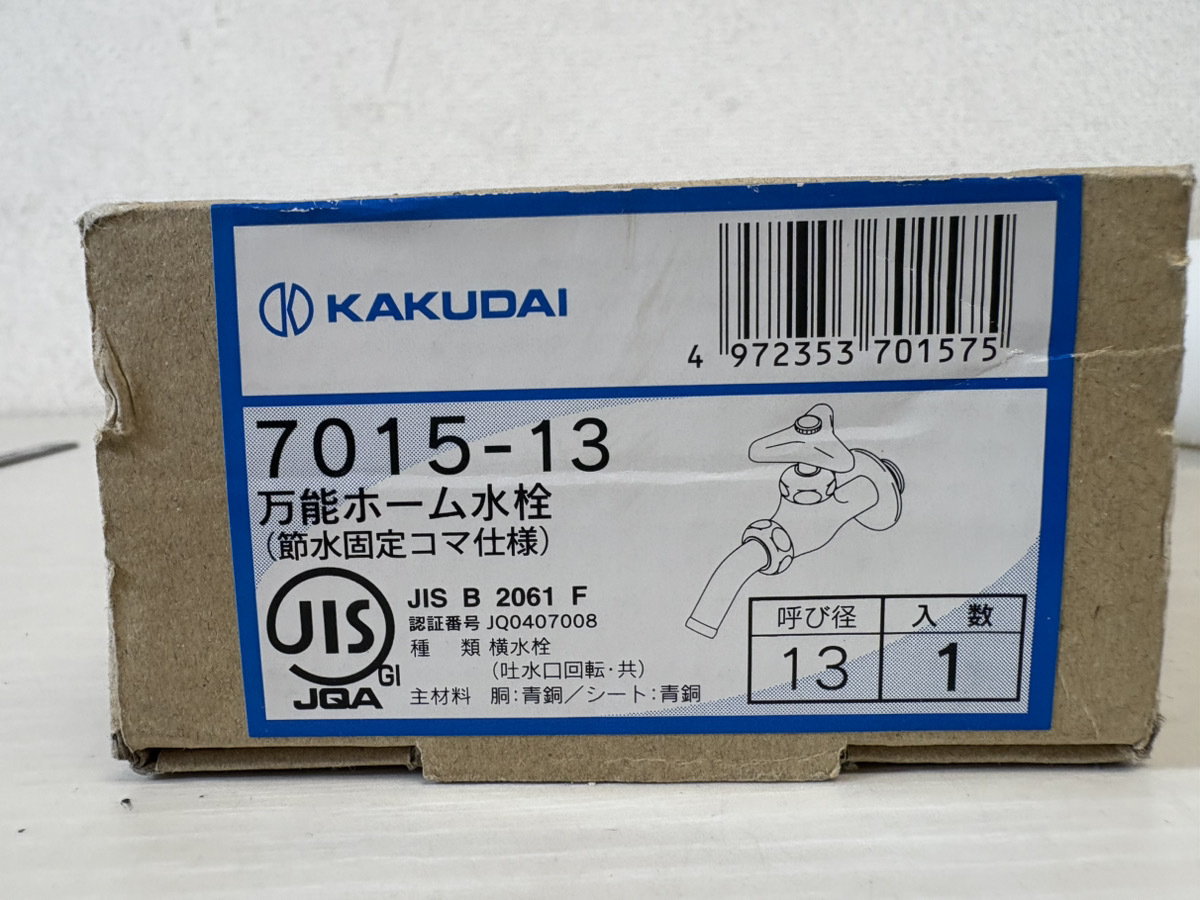 KAKUDAI
4 972353 701575
7015-13
万能ホーム水栓
(節水固定コマ仕様)
JIS
GI
JQA
JIS B 2061 F
認証番号 JQ0407008
種 類 横水栓
(吐水口回転・共)
主材料 胴:青銅/シート:青銅
呼び径 入 数
13 1